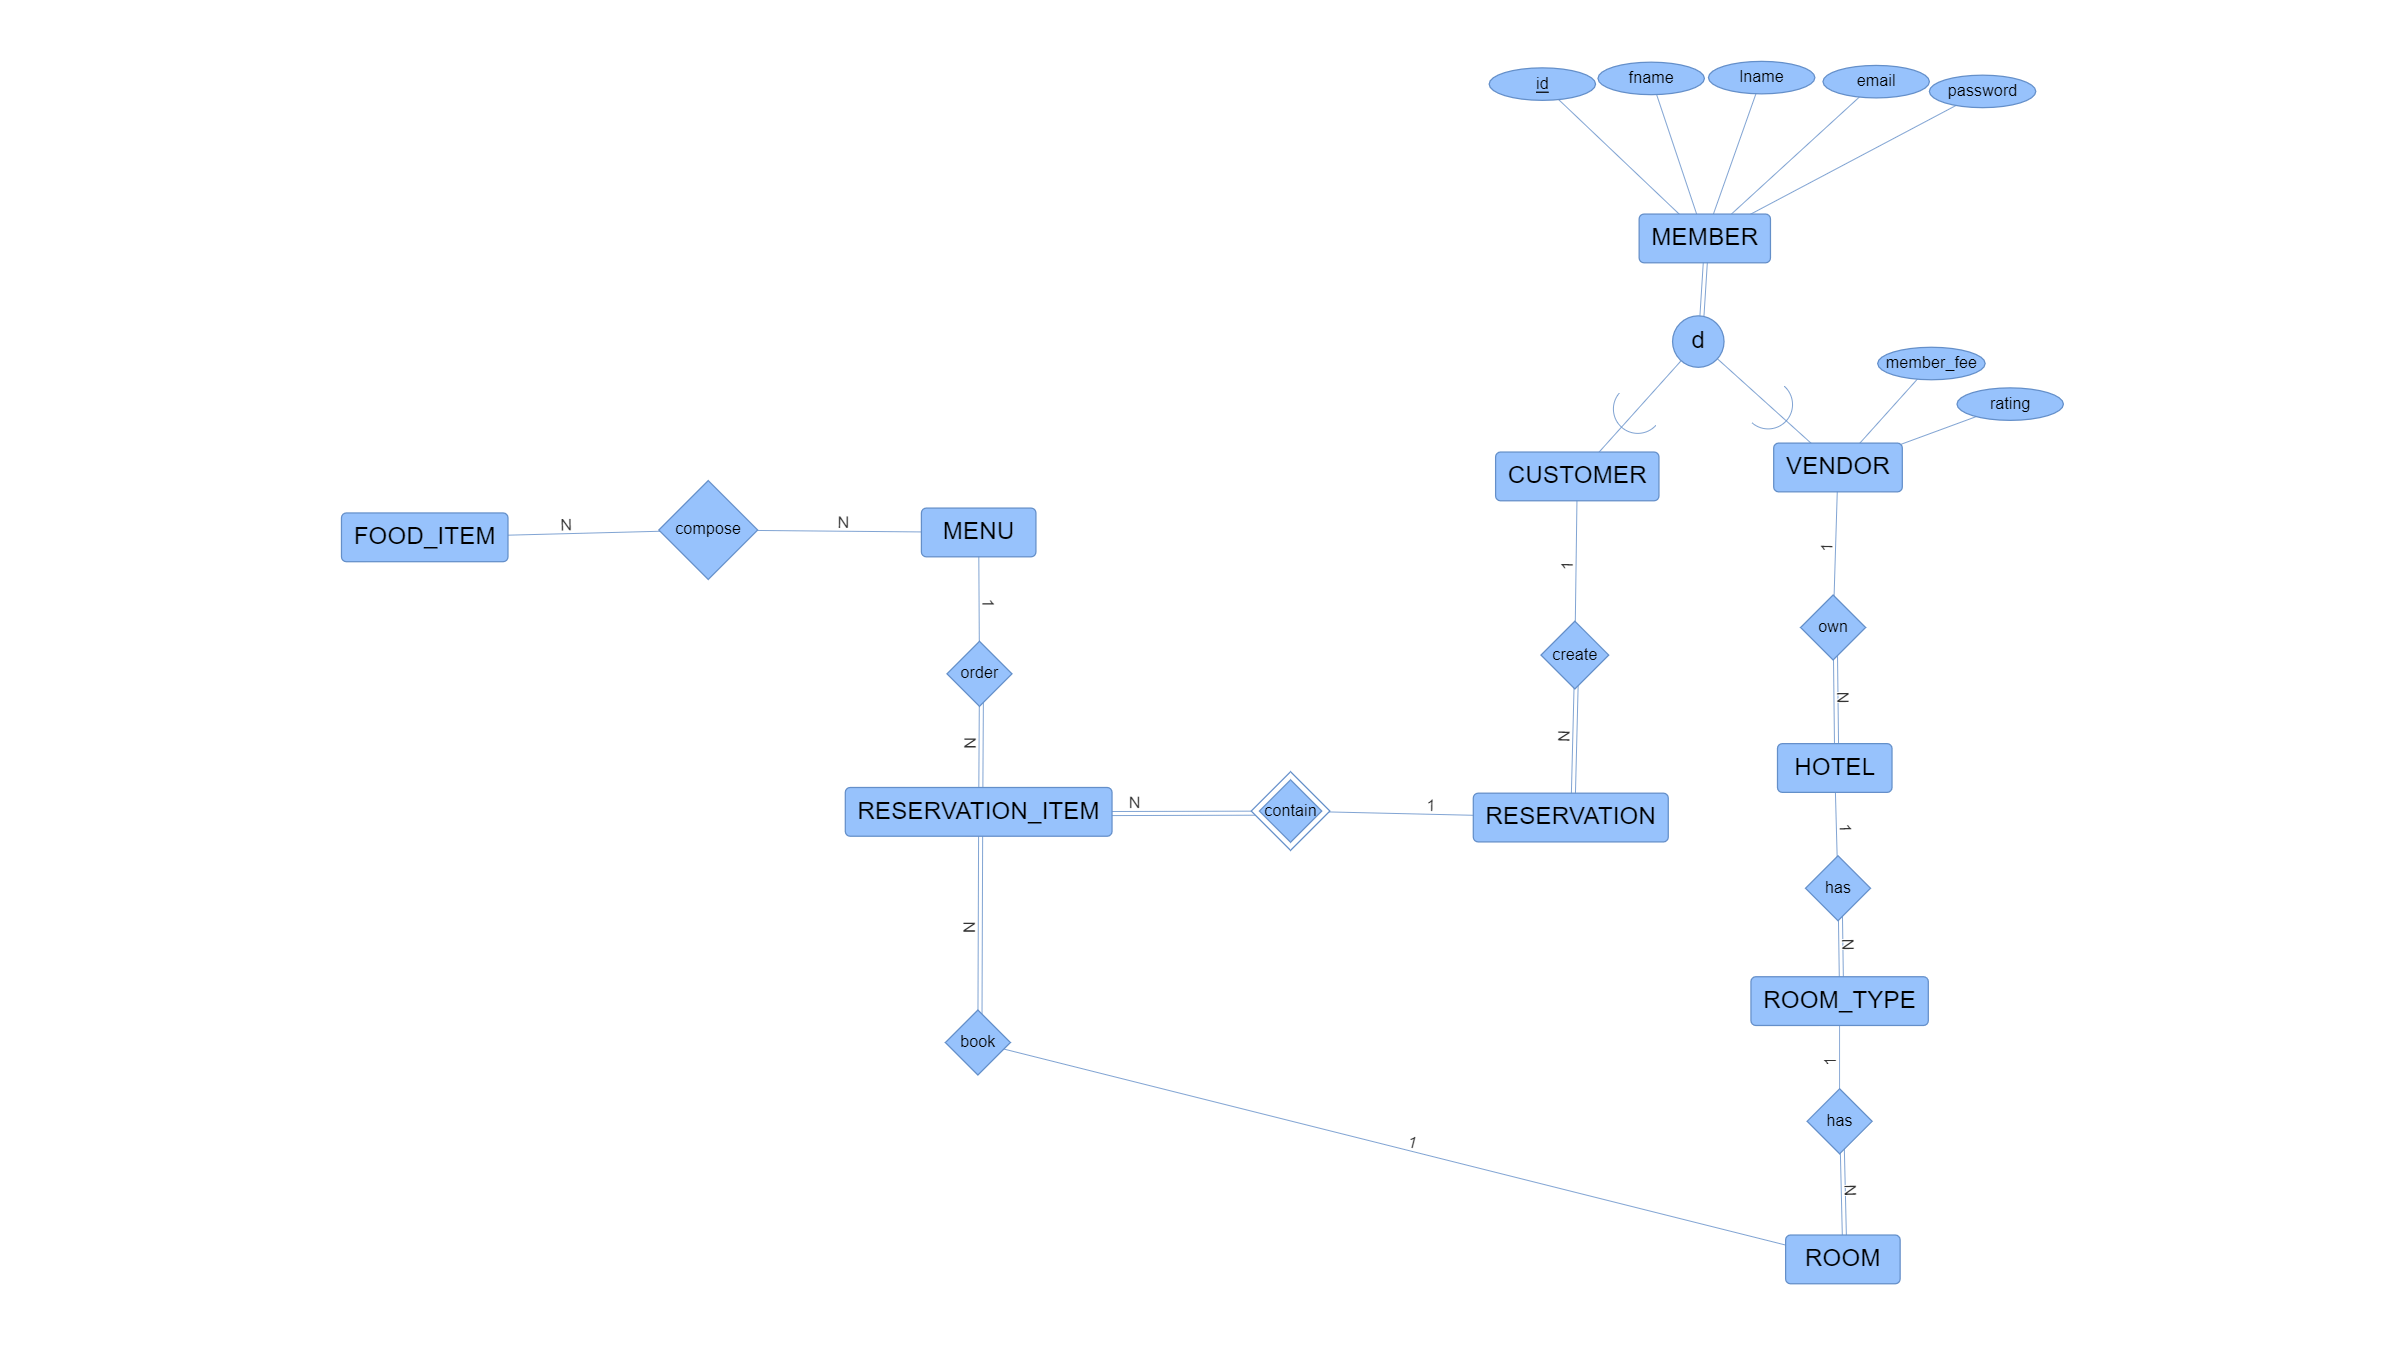 id
fname
lname
email
password
MEMBER
d
member_fee
rating
CUSTOMER
VENDOR
FOOD_ITEM
N
compose
N
MENU
1
1
1
order
create
own
N
N
N
HOTEL
RESERVATION_ITEM
N
contain
1
RESERVATION
1
has
N
N
ROOM_TYPE
book
1
has
1
N
ROOM